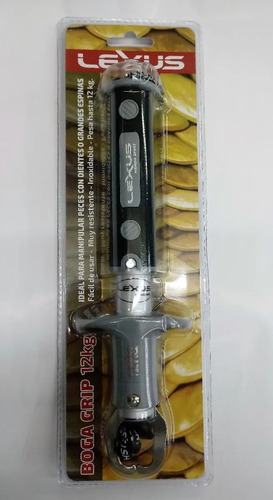 LEXUS
IDEAL PARA MANIPULAR PECES CON DIENTES O GRANDES ESPINAS
Fácil de usar - Muy resistente - Inoxidable - Pesa hasta 12 kg.
LEXUS
LEXUS
BOGA GRIP 12kg